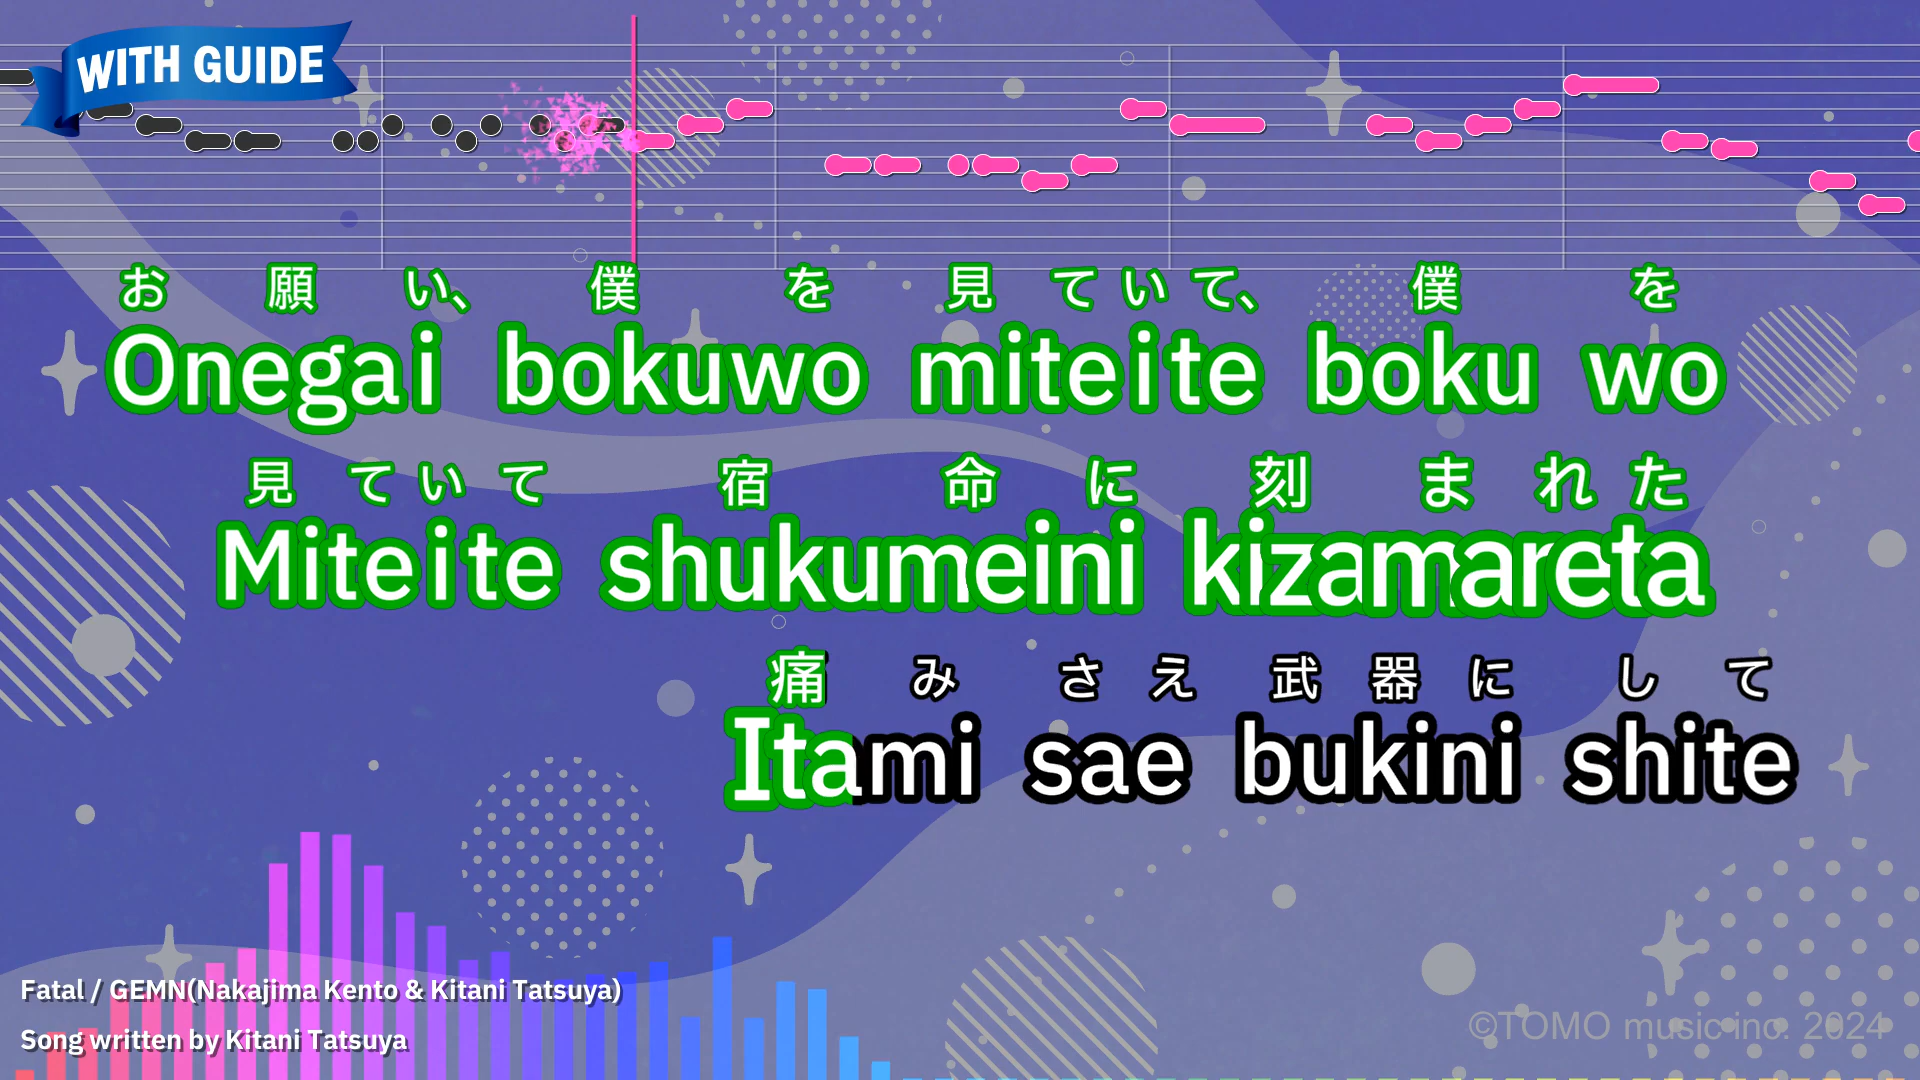 WITH GUIDE
お願い、僕を見ていて、僕を
Onegai bokuwo miteite boku wo
見ていて宿命に刻まれた
Miteite shukumeini kizamareta
痛みさえ武器にして
Itami sae bukini shite
Fatal / GEMN(Nakajima Kento & Kitani Tatsuya)
Song written by Kitani Tatsuya
©TOMO music inc. 2024